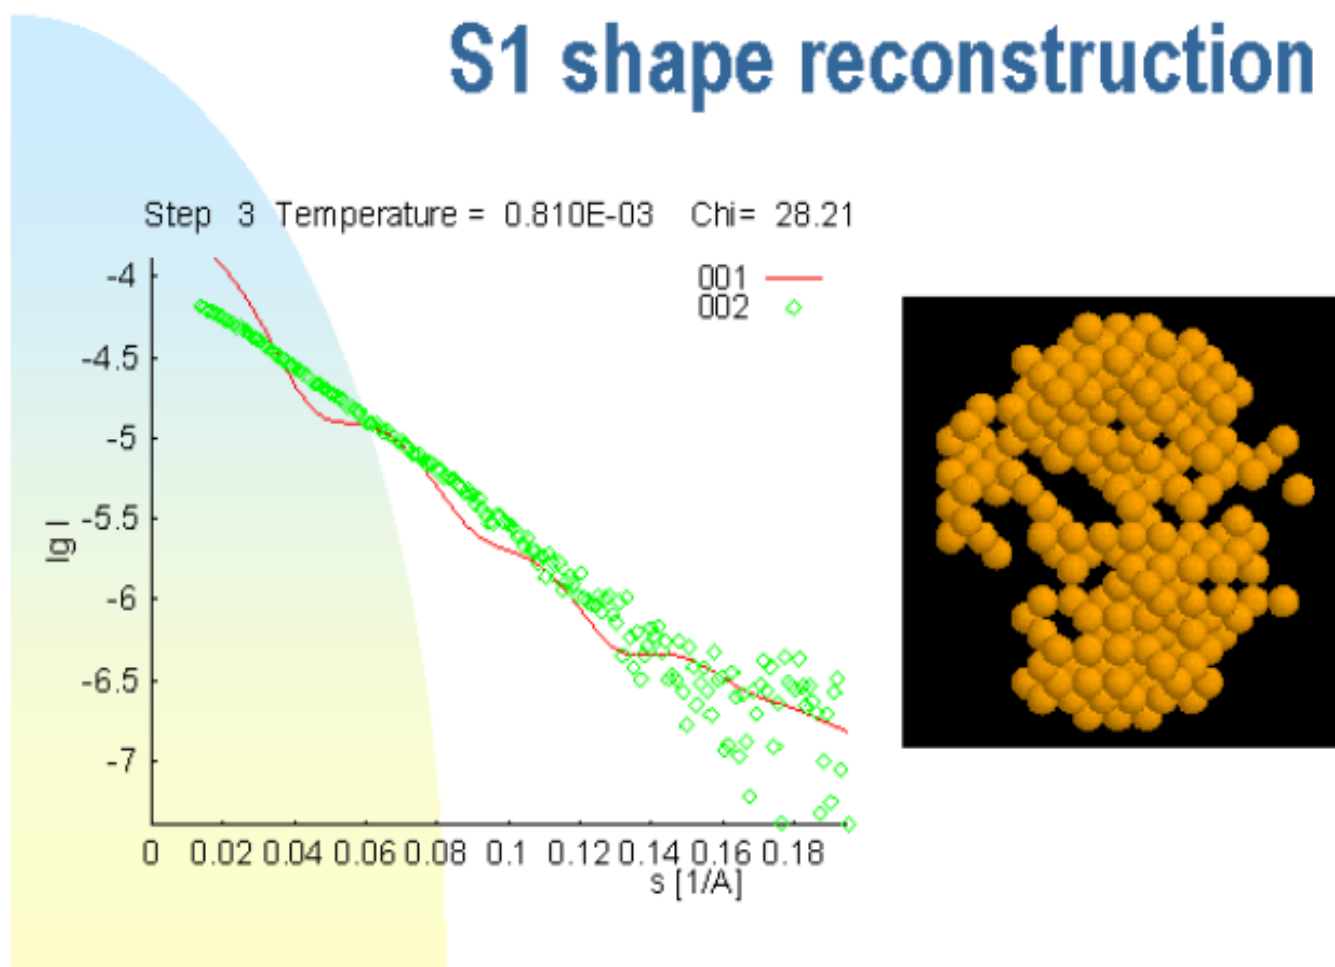 S1 shape reconstruction
Step 3 Temperature = 0.810E-03 Chi= 28.21
001
002
-4
-4.5
-5
-5.5
-6
-6.5
-7
lg I
0 0.02 0.04 0.06 0.08 0.1 0.12 0.14 0.16 0.18
s [1/A]